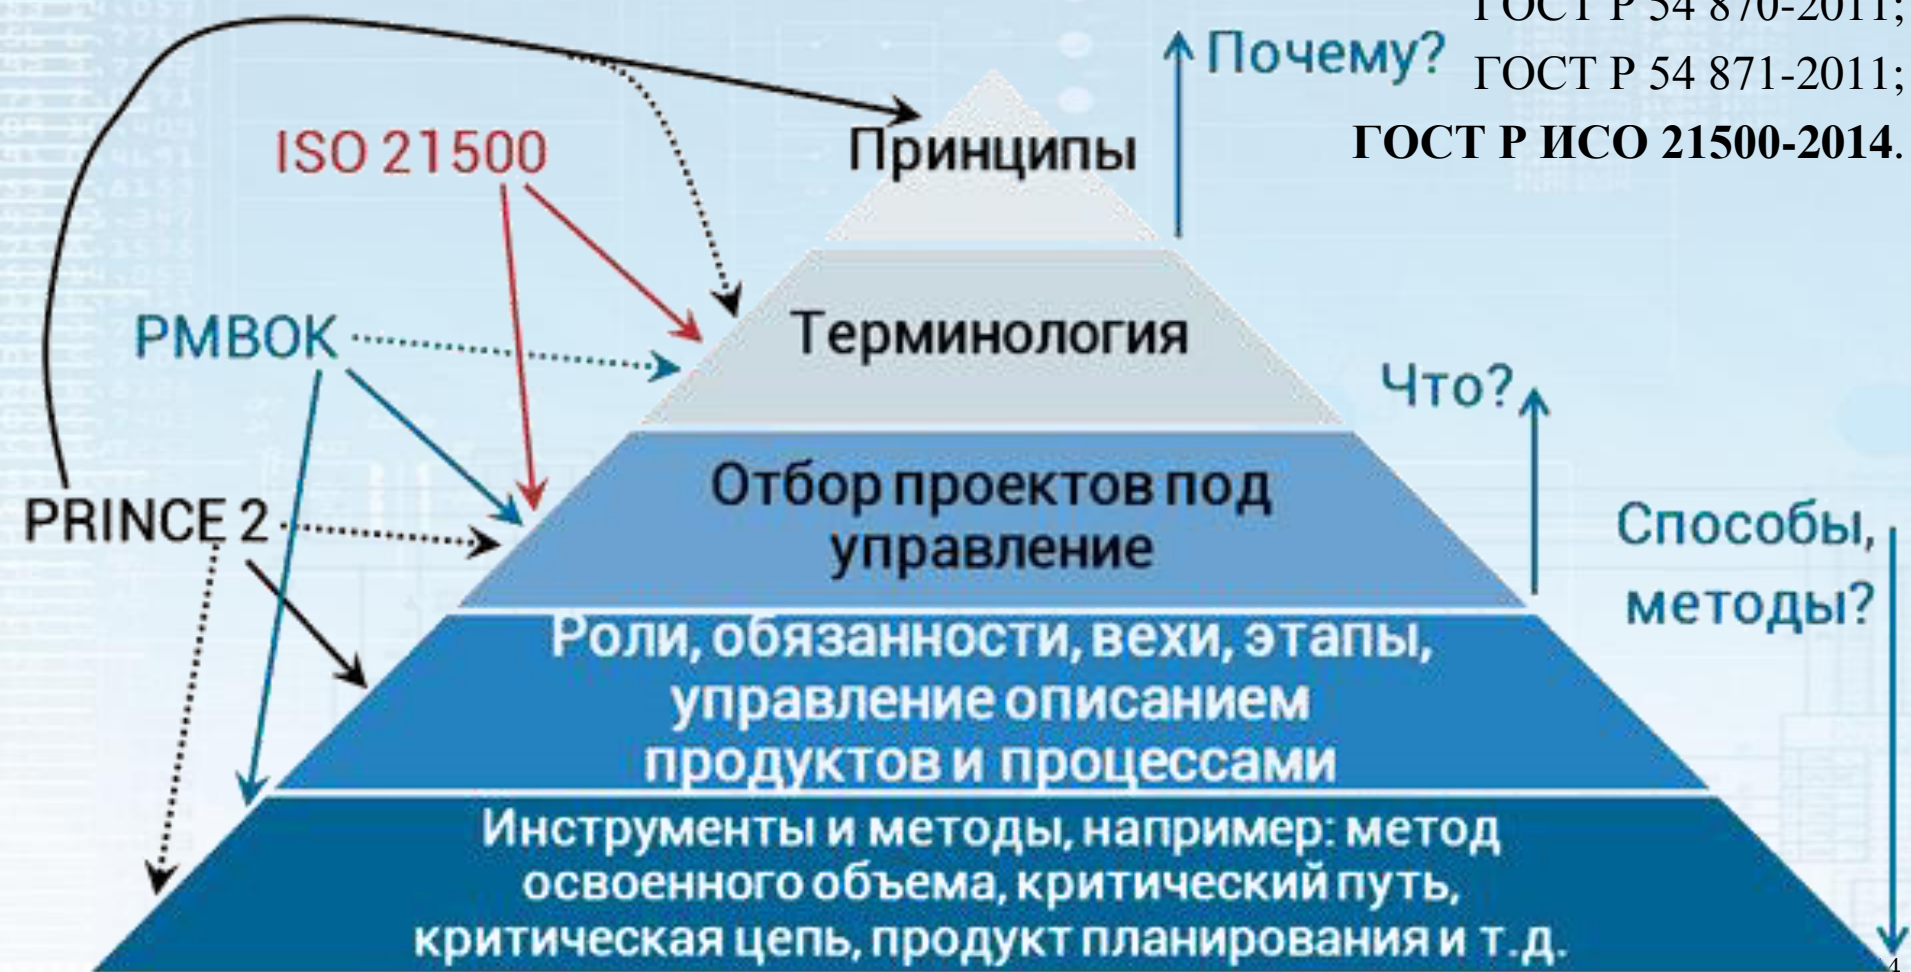 ГОСТ Р 54 870-2011;
Почему?
ГОСТ Р 54 871-2011;
ГОСТ Р ИСО 21500-2014.
ISO 21500
Принципы
PMBOK
Терминология
Что?
PRINCE 2
Отбор проектов под
управление
Способы,
методы?
Роли, обязанности, вехи, этапы,
управление описанием
продуктов и процессами
Инструменты и методы, например: метод
освоенного объема, критический путь,
критическая цепь, продукт планирования и т.д.
4